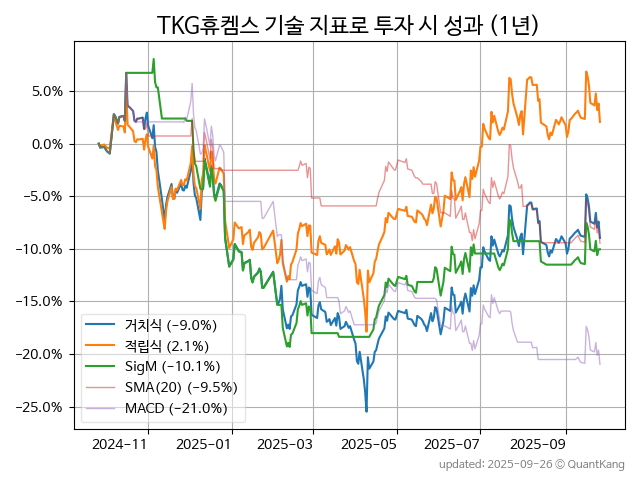 TKG휴켐스 기술 지표로 투자 시 성과 (1년)
5.0%
0.0%
−5.0%
−10.0%
−15.0%
−20.0%
−25.0%
거치식 (−9.0%)
적립식 (2.1%)
SigM (−10.1%)
SMA(20) (−9.5%)
MACD (−21.0%)
2024−11 2025−01 2025−03 2025−05 2025−07 2025−09
updated: 2025−09−26 © QuantKang